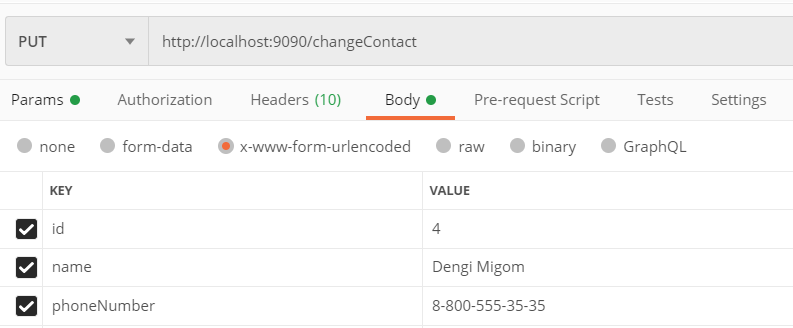 PUT http://localhost:9090/changeContact
Params Authorization Headers (10) Body Pre-request Script Tests Settings
none form-data x-www-form-urlencoded raw binary GraphQL
KEY VALUE
id 4
name Dengi Migom
phoneNumber 8-800-555-35-35